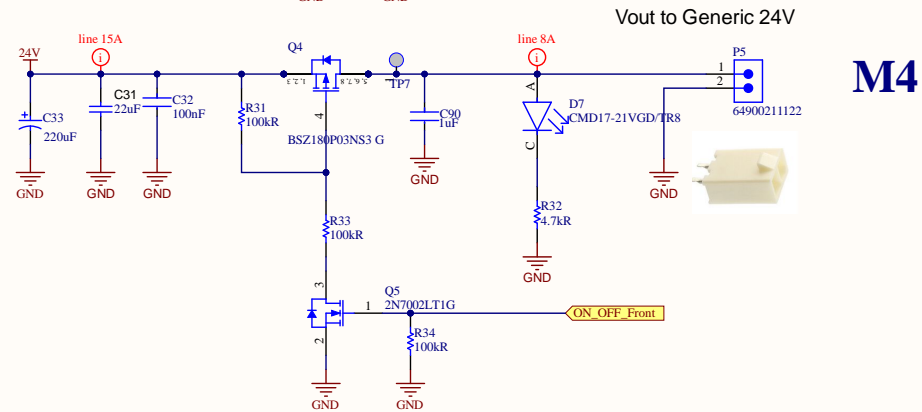 GND
GND
Vout to Generic 24V
line 15A
i
line 8A
i
24V
Q4
1, 2, 3
5, 6, 7, 8
1
TP7
4
P5
1
2
64900211122
M4
C31
22uF
C32
100nF
C33
220uF
R31
100kR
BSZ180P03NS3 G
C90
1uF
A
D7
CMD17-21VGD/TR8
C
GND
GND
GND
GND
GND
R33
100kR
R32
4.7kR
GND
3
Q5
2N7002LT1G
1
2
ON_OFF_Front
R34
100kR
GND
GND